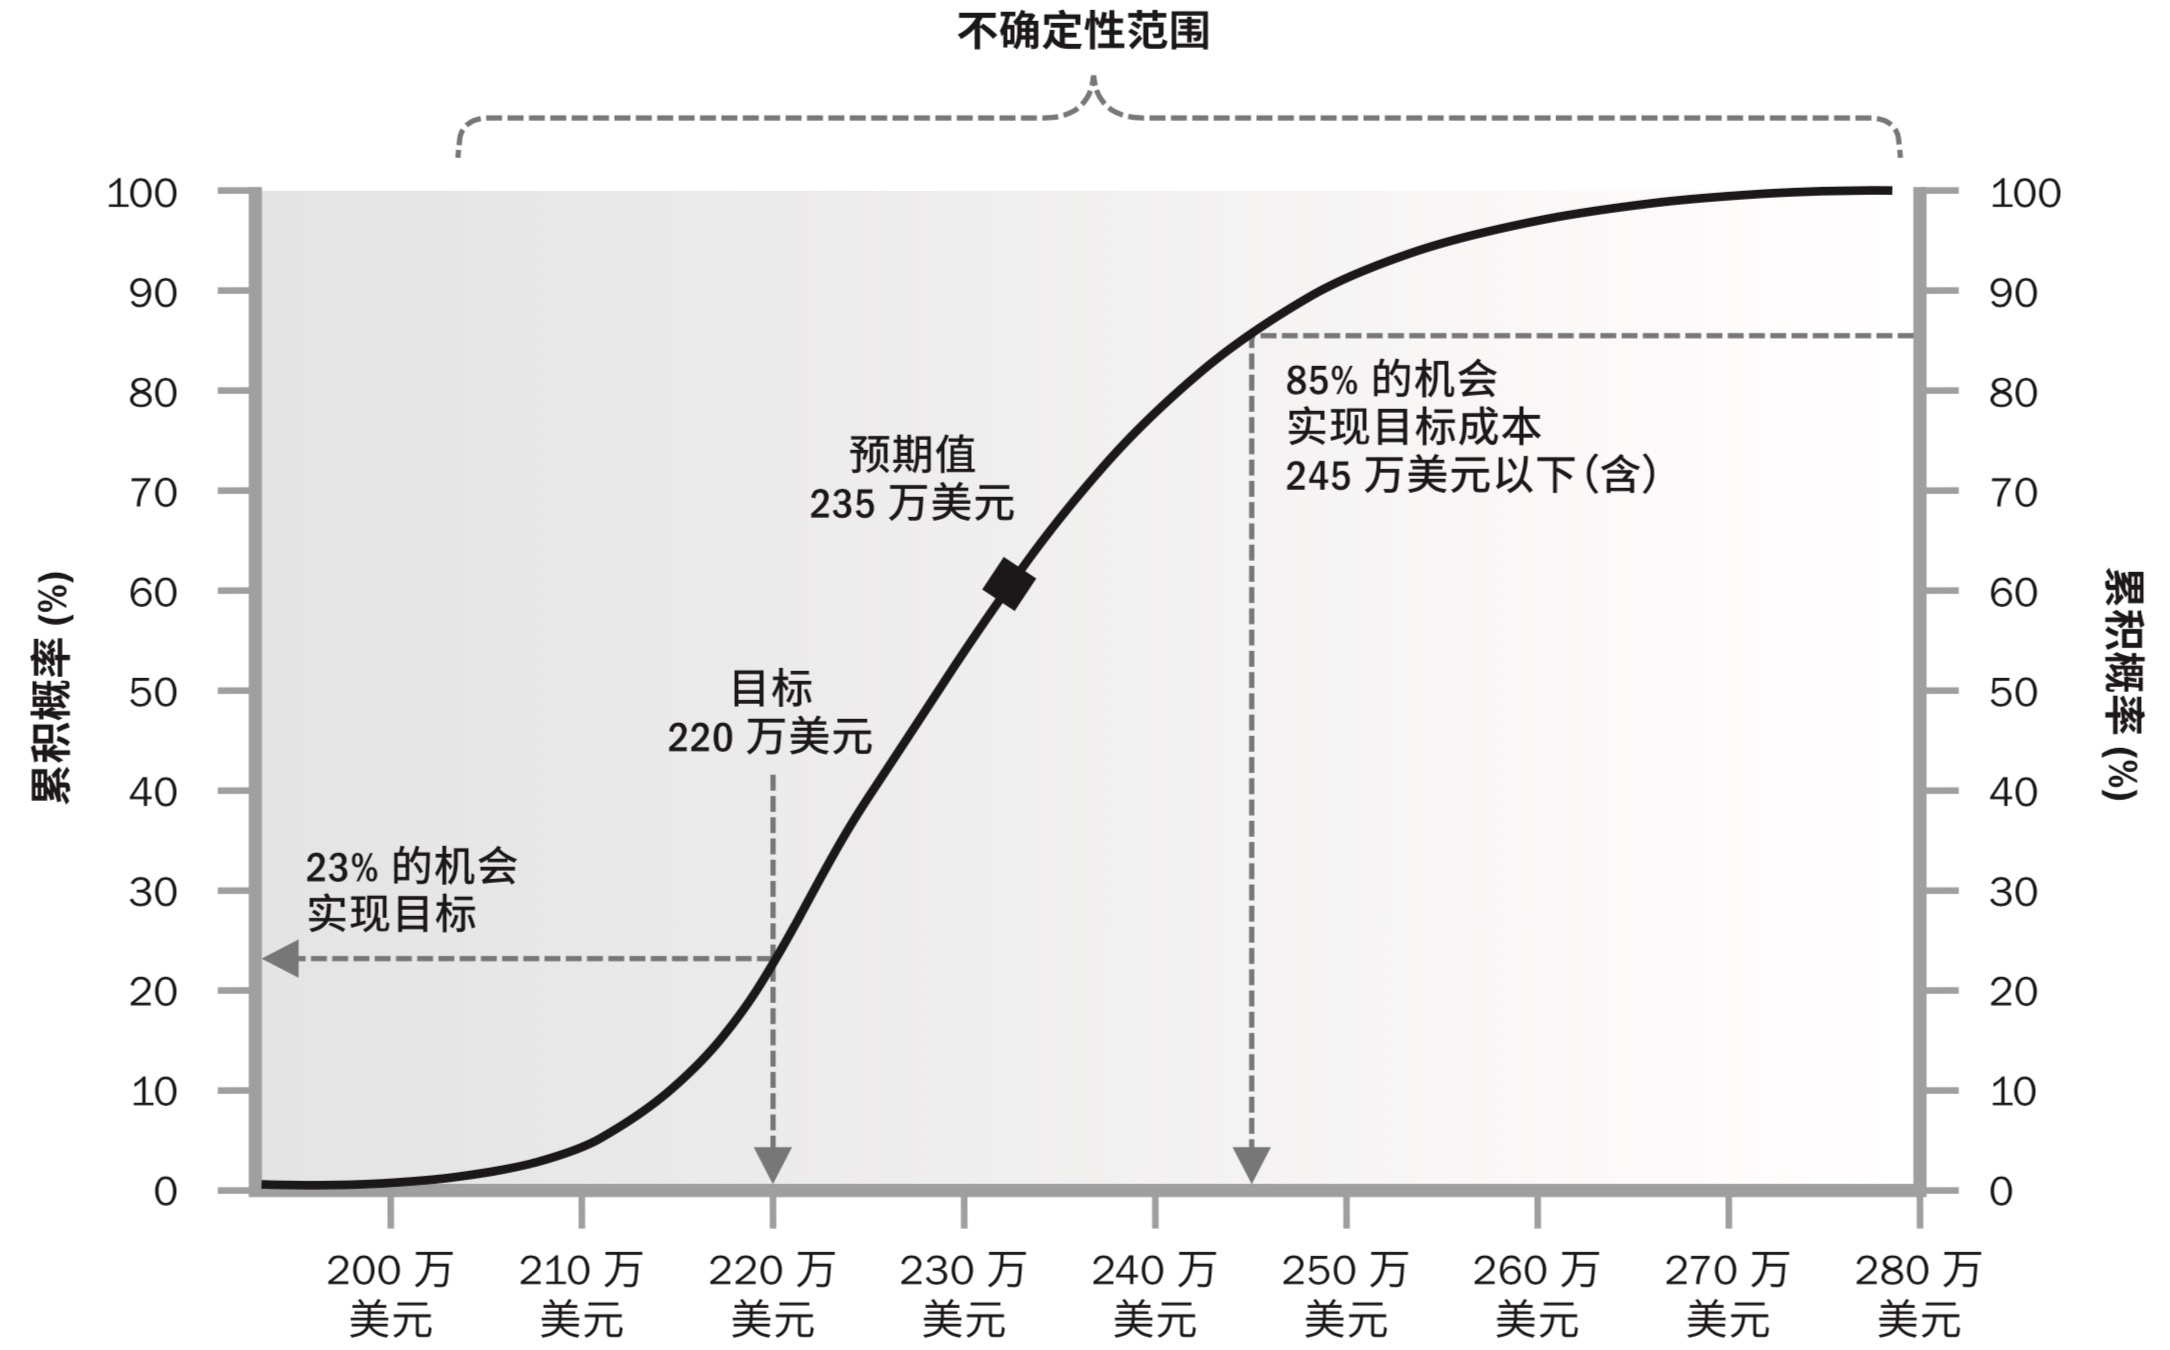 不确定性范围
100
90
80
70
60
50
40
30
20
10
0
累积概率 (%)
预期值
235 万美元
目标
220 万美元
23% 的机会
实现目标
85% 的机会
实现目标成本
245 万美元以下（含）
100
90
80
70
60
50
40
30
20
10
0
累积概率 (%)
200 万
美元
210 万
美元
220 万
美元
230 万
美元
240 万
美元
250 万
美元
260 万
美元
270 万
美元
280 万
美元